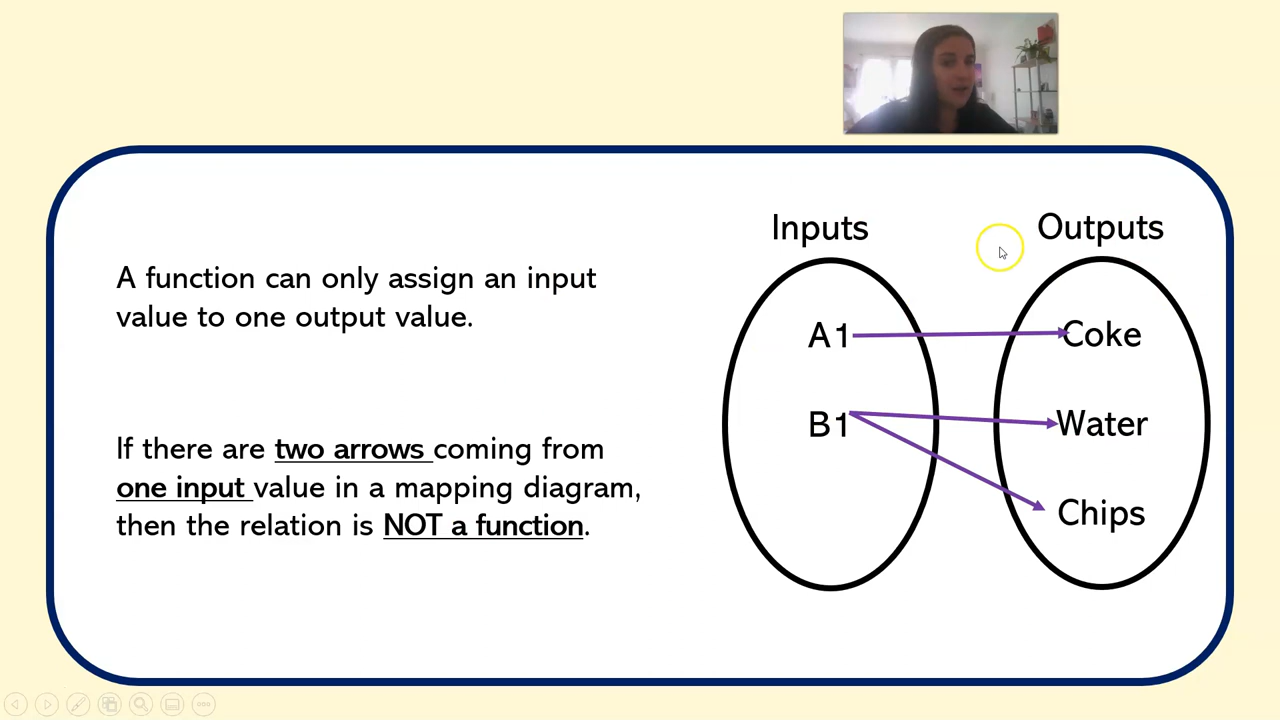 Inputs
Outputs
A function can only assign an input
value to one output value.
A1
Coke
B1
Water
If there are two arrows coming from
one input value in a mapping diagram,
then the relation is NOT a function.
Chips